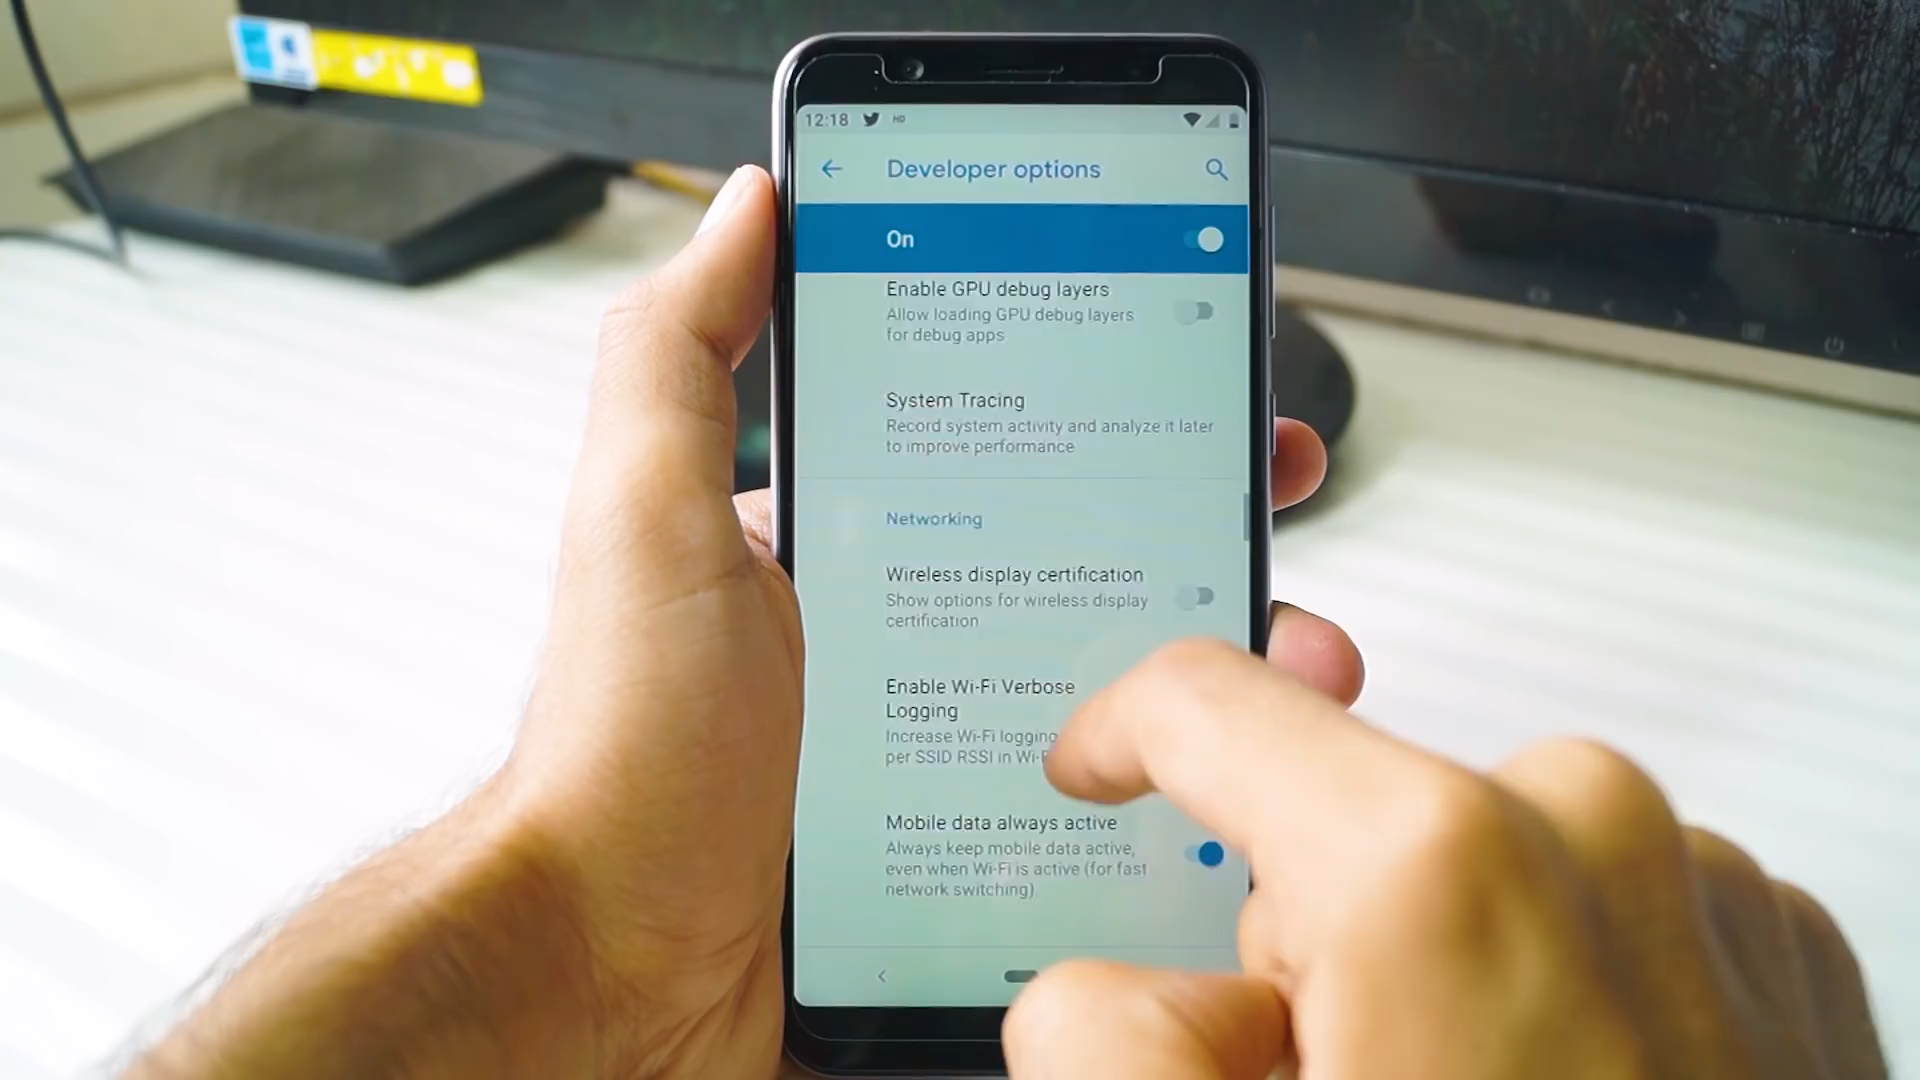 12:18 HD
Developer options
On
Enable GPU debug layers
Allow loading GPU debug layers
for debug apps
System Tracing
Record system activity and analyze it later
to improve performance
Networking
Wireless display certification
Show options for wireless display
certification
Enable Wi-Fi Verbose
Logging
Increase Wi-Fi logging
per SSID RSSI in Wi-F
Mobile data always active
Always keep mobile data active,
even when Wi-Fi is active (for fast
network switching).